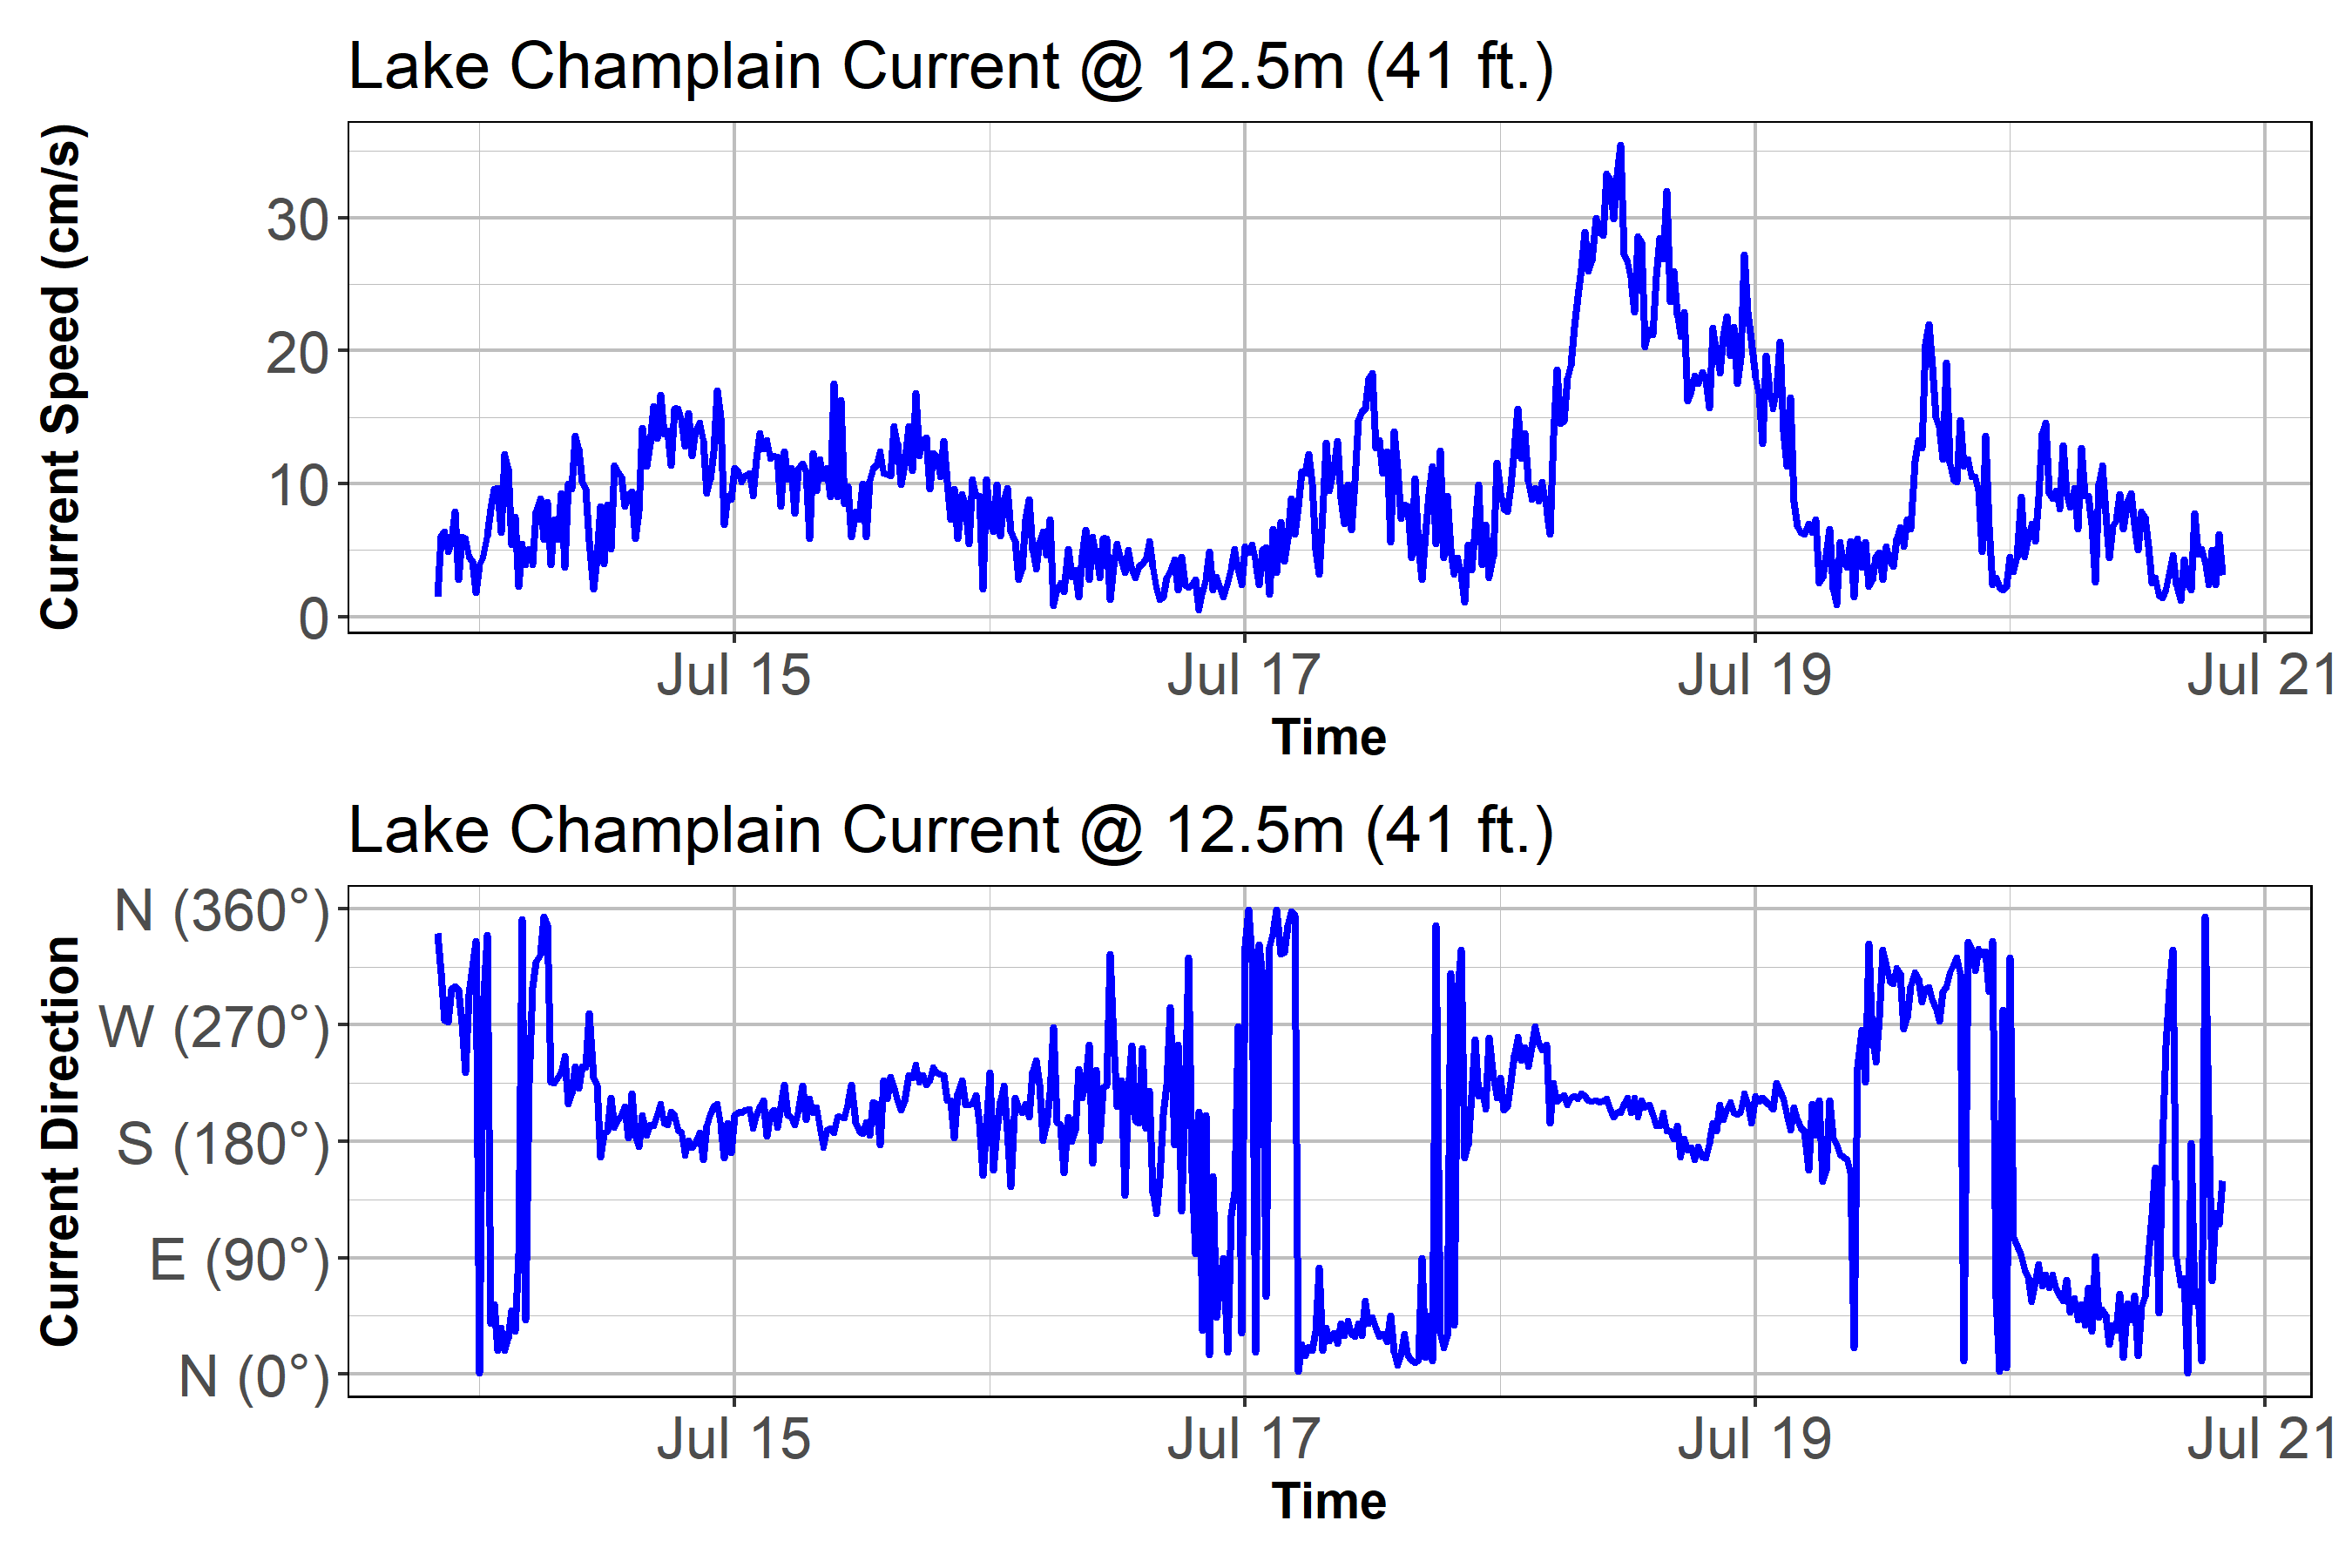 Lake Champlain Current @ 12.5m (41 ft.)
Current Speed (cm/s)
30
20
10
0
Jul 15 Jul 17 Jul 19 Jul 21
Time
Lake Champlain Current @ 12.5m (41 ft.)
Current Direction
N (360°)
W (270°)
S (180°)
E (90°)
N (0°)
Jul 15 Jul 17 Jul 19 Jul 21
Time